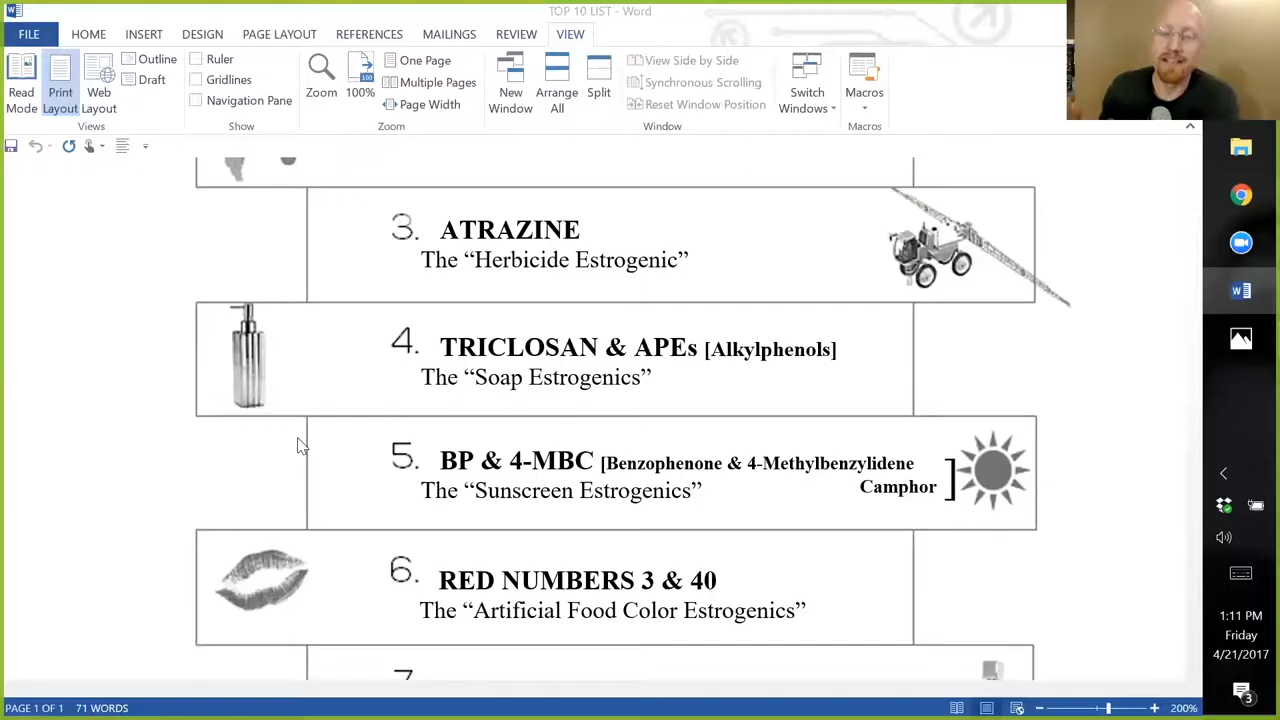 TOP 10 LIST - Word
FILE HOME INSERT DESIGN PAGE LAYOUT REFERENCES MAILINGS REVIEW VIEW
Read Mode
Print Layout
Web Layout
Outline
Draft
Views
Ruler
Gridlines
Navigation Pane
Show
Zoom
100%
100
One Page
Multiple Pages
Page Width
Zoom
New Window
Arrange All
Split
View Side by Side
Synchronous Scrolling
Reset Window Position
Window
Switch Windows
Macros
Macros
3. ATRAZINE
The “Herbicide Estrogenic”
4. TRICLOSAN & APEs [Alkylphenols]
The “Soap Estrogenics”
5. BP & 4-MBC [Benzophenone & 4-Methylbenzylidene
Camphor ]
The “Sunscreen Estrogenics”
6. RED NUMBERS 3 & 40
The “Artificial Food Color Estrogenics”
7.
1:11 PM
Friday
4/21/2017
3
PAGE 1 OF 1 71 WORDS
200%